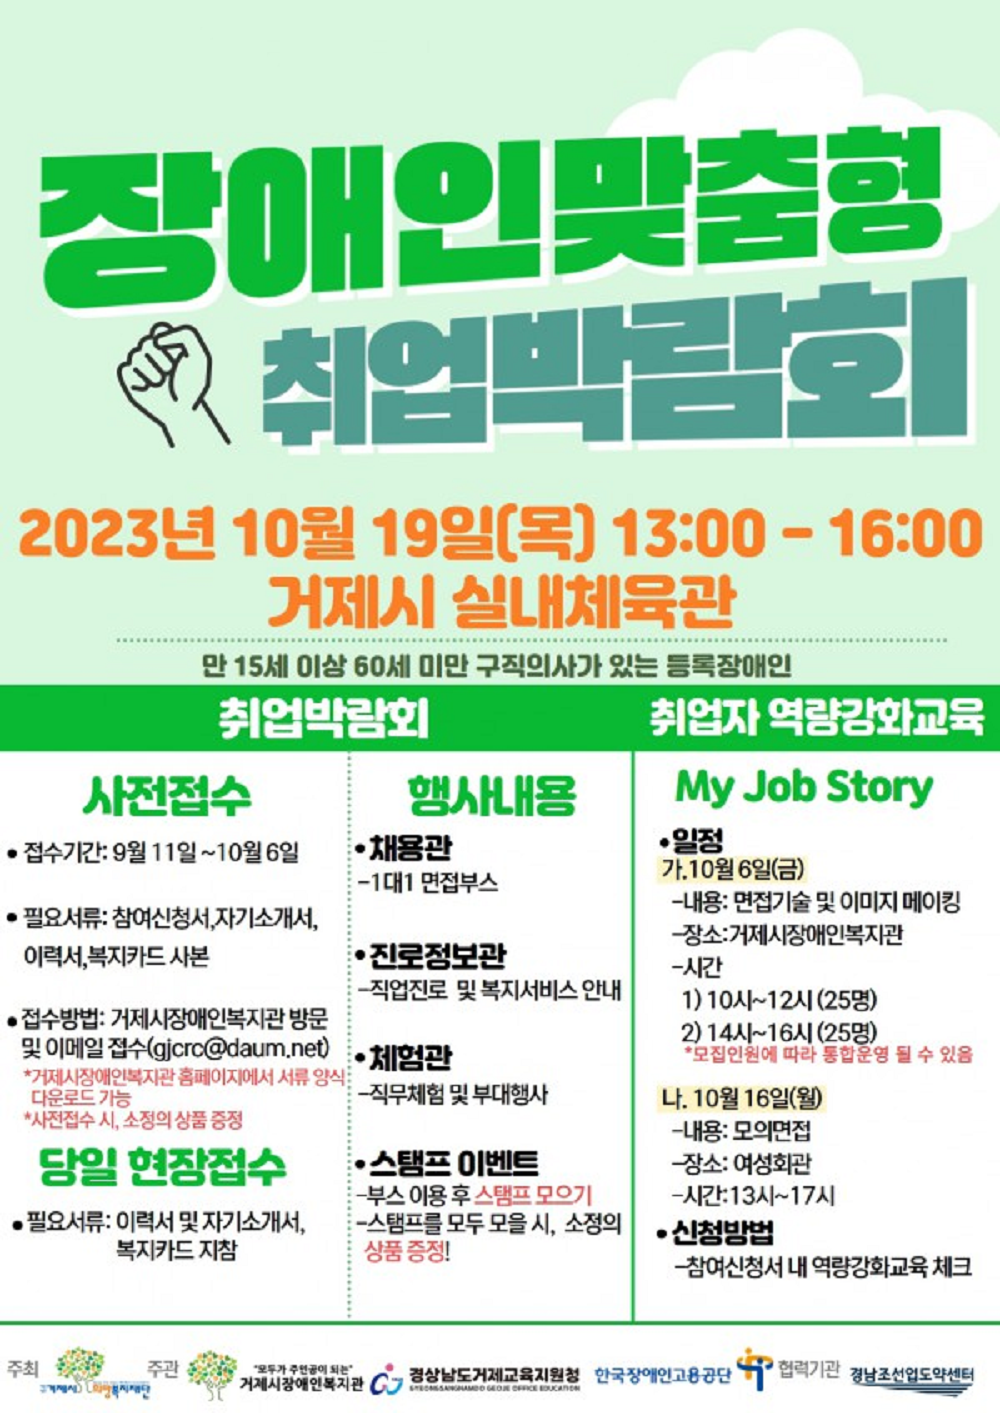 장애인맞춤형
취업박람회
2023년 10월 19일(목) 13:00 - 16:00
거제시 실내체육관
만 15세 이상 60세 미만 구직의사가 있는 등록장애인
취업박람회
사전접수
• 접수기간: 9월 11일 ~10월 6일
• 필요서류: 참여신청서,자기소개서,
이력서,복지카드 사본
• 접수방법: 거제시장애인복지관 방문
및 이메일 접수(gjcrc@daum.net)
*거제시장애인복지관 홈페이지에서 서류 양식
다운로드 가능
*사전접수 시, 소정의 상품 증정
당일 현장접수
• 필요서류: 이력서 및 자기소개서,
복지카드 지참
행사내용
• 채용관
-1대1 면접부스
• 진로정보관
-직업진로 및 복지서비스 안내
• 체험관
-직무체험 및 부대행사
• 스탬프 이벤트
-부스 이용 후 스탬프 모으기
-스탬프를 모두 모을 시, 소정의
상품 증정!
취업자 역량강화교육
My Job Story
• 일정
가.10월 6일(금)
-내용: 면접기술 및 이미지 메이킹
-장소:거제시장애인복지관
-시간
1) 10시~12시 (25명)
2) 14시~16시 (25명)
*모집인원에 따라 통합운영 될 수 있음
나. 10월 16일(월)
-내용: 모의면접
-장소: 여성회관
-시간:13시~17시
• 신청방법
-참여신청서 내 역량강화교육 체크
주최
거제시
희망복지재단
주관
"모두가 주인공이 되는"
거제시장애인복지관
경상남도거제교육지원청
GYEONGSANGNAMDO GEOJE OFFICE EDUCATION
한국장애인고용공단
협력기관
경남조선업도약센터